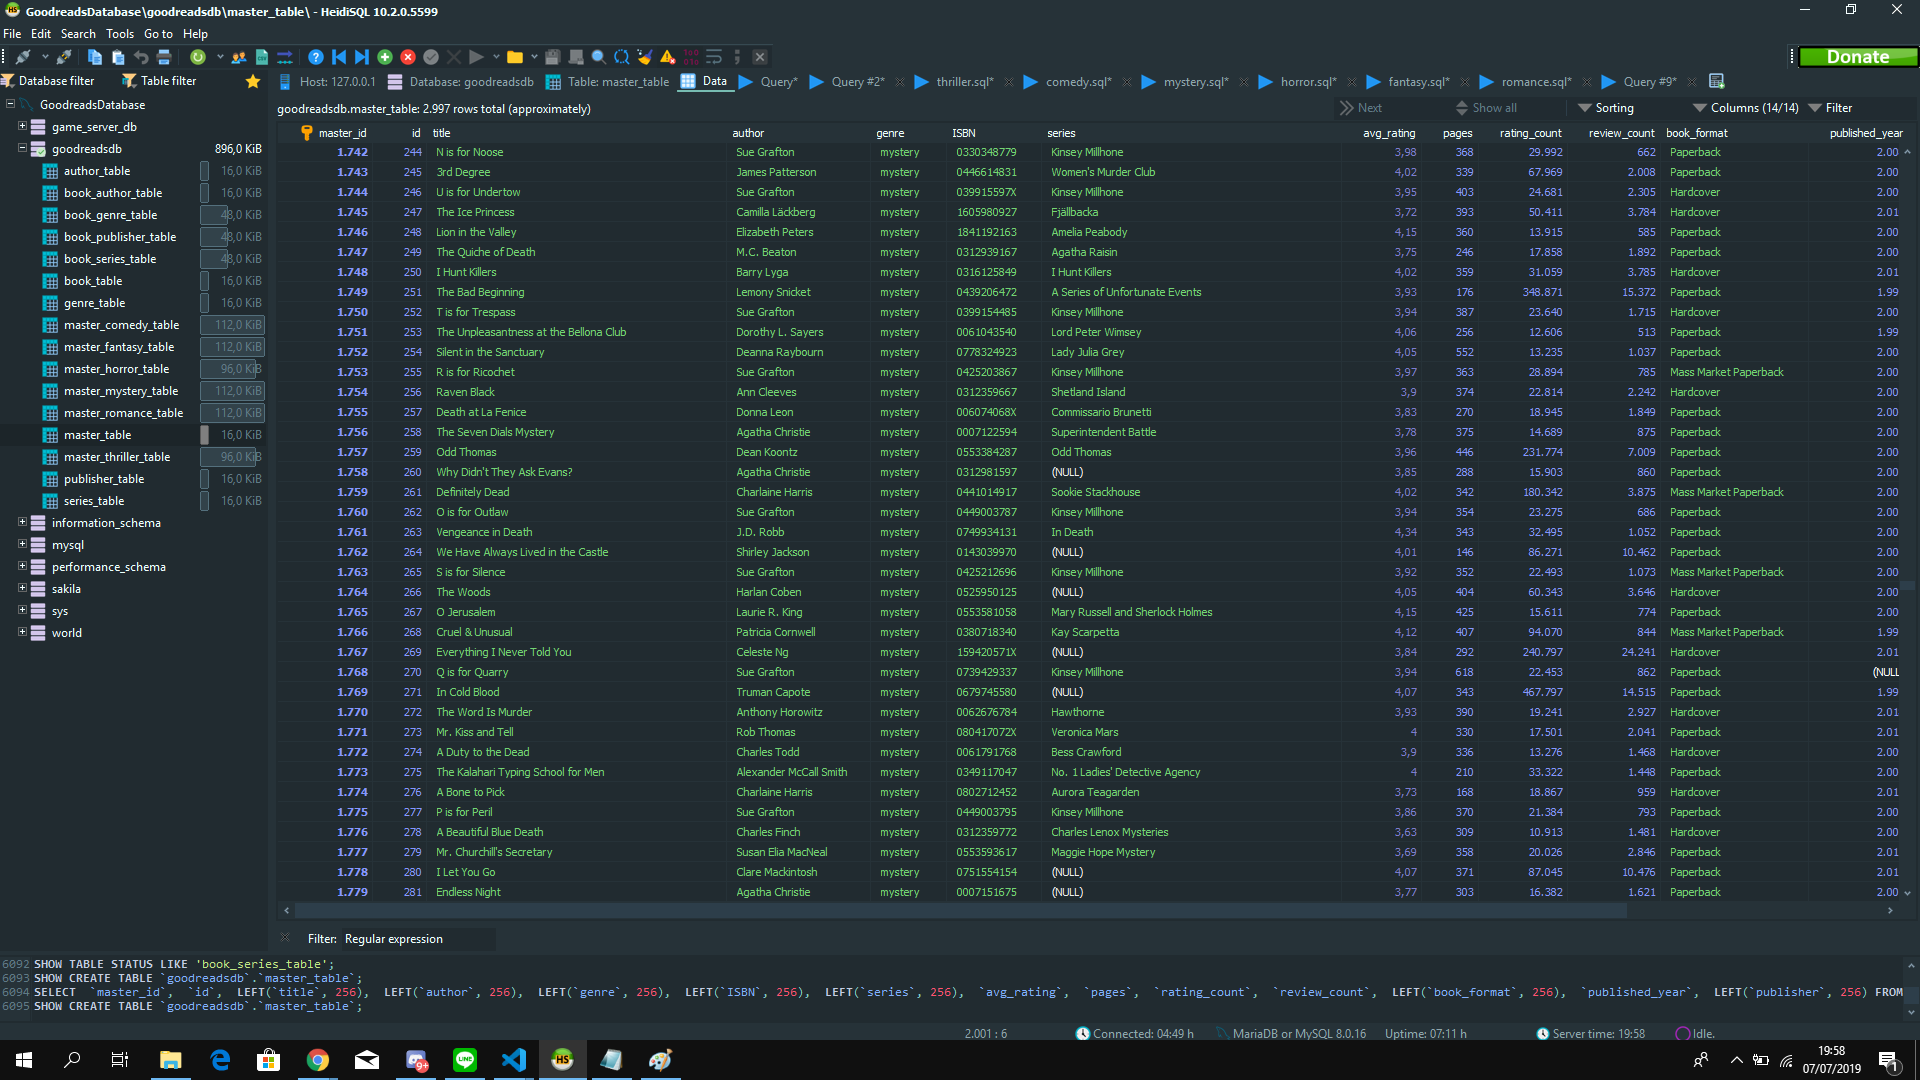 GoodreadsDatabase\goodreadsdb\master_table\ - HeidiSQL 10.2.0.5599
File Edit Search Tools Go to Help
Donate
Database filter Table filter Host: 127.0.0.1 Database: goodreadsdb Table: master_table Data Query* Query #2* thriller.sql* comedy.sql* mystery.sql* horror.sql* fantasy.sql* romance.sql* Query #9*
GoodreadsDatabase
game_server_db
goodreadsdb 896,0 KiB
author_table 16,0 KiB
book_author_table 16,0 KiB
book_genre_table 48,0 KiB
book_publisher_table 48,0 KiB
book_series_table 48,0 KiB
book_table 16,0 KiB
genre_table 16,0 KiB
master_comedy_table 112,0 KiB
master_fantasy_table 112,0 KiB
master_horror_table 96,0 KiB
master_mystery_table 112,0 KiB
master_romance_table 112,0 KiB
master_table 16,0 KiB
master_thriller_table 96,0 KiB
publisher_table 16,0 KiB
series_table 16,0 KiB
information_schema
mysql
performance_schema
sakila
sys
world
goodreadsdb.master_table: 2.997 rows total (approximately) Next Show all Sorting Columns (14/14) Filter
master_id id title author genre ISBN series avg_rating pages rating_count review_count book_format published_year
1.742 244 N is for Noose Sue Grafton mystery 0330348779 Kinsey Millhone 3,98 368 29.992 662 Paperback 2.00
1.743 245 3rd Degree James Patterson mystery 0446614831 Women's Murder Club 4,02 339 67.969 2.008 Paperback 2.00
1.744 246 U is for Undertow Sue Grafton mystery 039915597X Kinsey Millhone 3,95 403 24.681 2.305 Hardcover 2.00
1.745 247 The Ice Princess Camilla Läckberg mystery 1605980927 Fjällbacka 3,72 393 50.411 3.784 Hardcover 2.01
1.746 248 Lion in the Valley Elizabeth Peters mystery 1841192163 Amelia Peabody 4,15 360 13.915 585 Paperback 2.00
1.747 249 The Quiche of Death M.C. Beaton mystery 0312939167 Agatha Raisin 3,75 246 17.858 1.892 Paperback 2.00
1.748 250 I Hunt Killers Barry Lyga mystery 0316125849 I Hunt Killers 4,02 359 31.059 3.785 Hardcover 2.01
1.749 251 The Bad Beginning Lemony Snicket mystery 0439206472 A Series of Unfortunate Events 3,93 176 348.871 15.372 Paperback 1.99
1.750 252 T is for Trespass Sue Grafton mystery 0399154485 Kinsey Millhone 3,94 387 23.640 1.715 Hardcover 2.00
1.751 253 The Unpleasantness at the Bellona Club Dorothy L. Sayers mystery 0061043540 Lord Peter Wimsey 4,06 256 12.606 513 Paperback 1.99
1.752 254 Silent in the Sanctuary Deanna Raybourn mystery 0778324923 Lady Julia Grey 4,05 552 13.235 1.037 Paperback 2.00
1.753 255 R is for Ricochet Sue Grafton mystery 0425203867 Kinsey Millhone 3,97 363 28.894 785 Mass Market Paperback 2.00
1.754 256 Raven Black Ann Cleeves mystery 0312359667 Shetland Island 3,9 374 22.814 2.242 Hardcover 2.00
1.755 257 Death at La Fenice Donna Leon mystery 006074068X Commissario Brunetti 3,83 270 18.945 1.849 Paperback 2.00
1.756 258 The Seven Dials Mystery Agatha Christie mystery 0007122594 Superintendent Battle 3,78 375 14.689 875 Paperback 2.00
1.757 259 Odd Thomas Dean Koontz mystery 0553384287 Odd Thomas 3,96 446 231.774 7.009 Paperback 2.00
1.758 260 Why Didn't They Ask Evans? Agatha Christie mystery 0312981597 (NULL) 3,85 288 15.903 860 Paperback 2.00
1.759 261 Definitely Dead Charlaine Harris mystery 0441014917 Sookie Stackhouse 4,02 342 180.342 3.875 Mass Market Paperback 2.00
1.760 262 O is for Outlaw Sue Grafton mystery 0449003787 Kinsey Millhone 3,94 354 23.275 686 Paperback 2.00
1.761 263 Vengeance in Death J.D. Robb mystery 0749934131 In Death 4,34 343 32.495 1.052 Paperback 2.00
1.762 264 We Have Always Lived in the Castle Shirley Jackson mystery 0143039970 (NULL) 4,01 146 86.271 10.462 Paperback 2.00
1.763 265 S is for Silence Sue Grafton mystery 0425212696 Kinsey Millhone 3,92 352 22.493 1.073 Mass Market Paperback 2.00
1.764 266 The Woods Harlan Coben mystery 0525950125 (NULL) 4,05 404 60.343 3.646 Hardcover 2.00
1.765 267 O Jerusalem Laurie R. King mystery 0553581058 Mary Russell and Sherlock Holmes 4,15 425 15.611 774 Paperback 2.00
1.766 268 Cruel & Unusual Patricia Cornwell mystery 0380718340 Kay Scarpetta 4,12 407 94.070 844 Mass Market Paperback 1.99
1.767 269 Everything I Never Told You Celeste Ng mystery 159420571X (NULL) 3,84 292 240.797 24.241 Hardcover 2.01
1.768 270 Q is for Quarry Sue Grafton mystery 0739429337 Kinsey Millhone 3,94 618 22.453 862 Paperback (NULL
1.769 271 In Cold Blood Truman Capote mystery 0679745580 (NULL) 4,07 343 467.797 14.515 Paperback 1.99
1.770 272 The Word Is Murder Anthony Horowitz mystery 0062676784 Hawthorne 3,93 390 19.241 2.927 Hardcover 2.01
1.771 273 Mr. Kiss and Tell Rob Thomas mystery 080417072X Veronica Mars 4 330 17.501 2.041 Paperback 2.01
1.772 274 A Duty to the Dead Charles Todd mystery 0061791768 Bess Crawford 3,9 336 13.276 1.468 Hardcover 2.00
1.773 275 The Kalahari Typing School for Men Alexander McCall Smith mystery 0349117047 No. 1 Ladies' Detective Agency 4 210 33.322 1.448 Paperback 2.00
1.774 276 A Bone to Pick Charlaine Harris mystery 0802712452 Aurora Teagarden 3,73 168 18.867 959 Hardcover 2.01
1.775 277 P is for Peril Sue Grafton mystery 0449003795 Kinsey Millhone 3,86 370 21.384 793 Paperback 2.00
1.776 278 A Beautiful Blue Death Charles Finch mystery 0312359772 Charles Lenox Mysteries 3,63 309 10.913 1.481 Hardcover 2.00
1.777 279 Mr. Churchill's Secretary Susan Elia MacNeal mystery 0553593617 Maggie Hope Mystery 3,69 358 20.026 2.846 Paperback 2.01
1.778 280 I Let You Go Clare Mackintosh mystery 0751554154 (NULL) 4,07 371 87.045 10.476 Paperback 2.01
1.779 281 Endless Night Agatha Christie mystery 0007151675 (NULL) 3,77 303 16.382 1.621 Paperback 2.00
Filter: Regular expression
6092 SHOW TABLE STATUS LIKE 'book_series_table';
6093 SHOW CREATE TABLE `goodreadsdb`.`master_table`;
6094 SELECT `master_id`, `id`, LEFT(`title`, 256), LEFT(`author`, 256), LEFT(`genre`, 256), LEFT(`ISBN`, 256), LEFT(`series`, 256), `avg_rating`, `pages`, `rating_count`, `review_count`, LEFT(`book_format`, 256), `published_year`, LEFT(`publisher`, 256) FROM
6095 SHOW CREATE TABLE `goodreadsdb`.`master_table`;
2.001 : 6 Connected: 04:49 h MariaDB or MySQL 8.0.16 Uptime: 07:11 h Server time: 19:58 Idle.
HS
19:58
07/07/2019